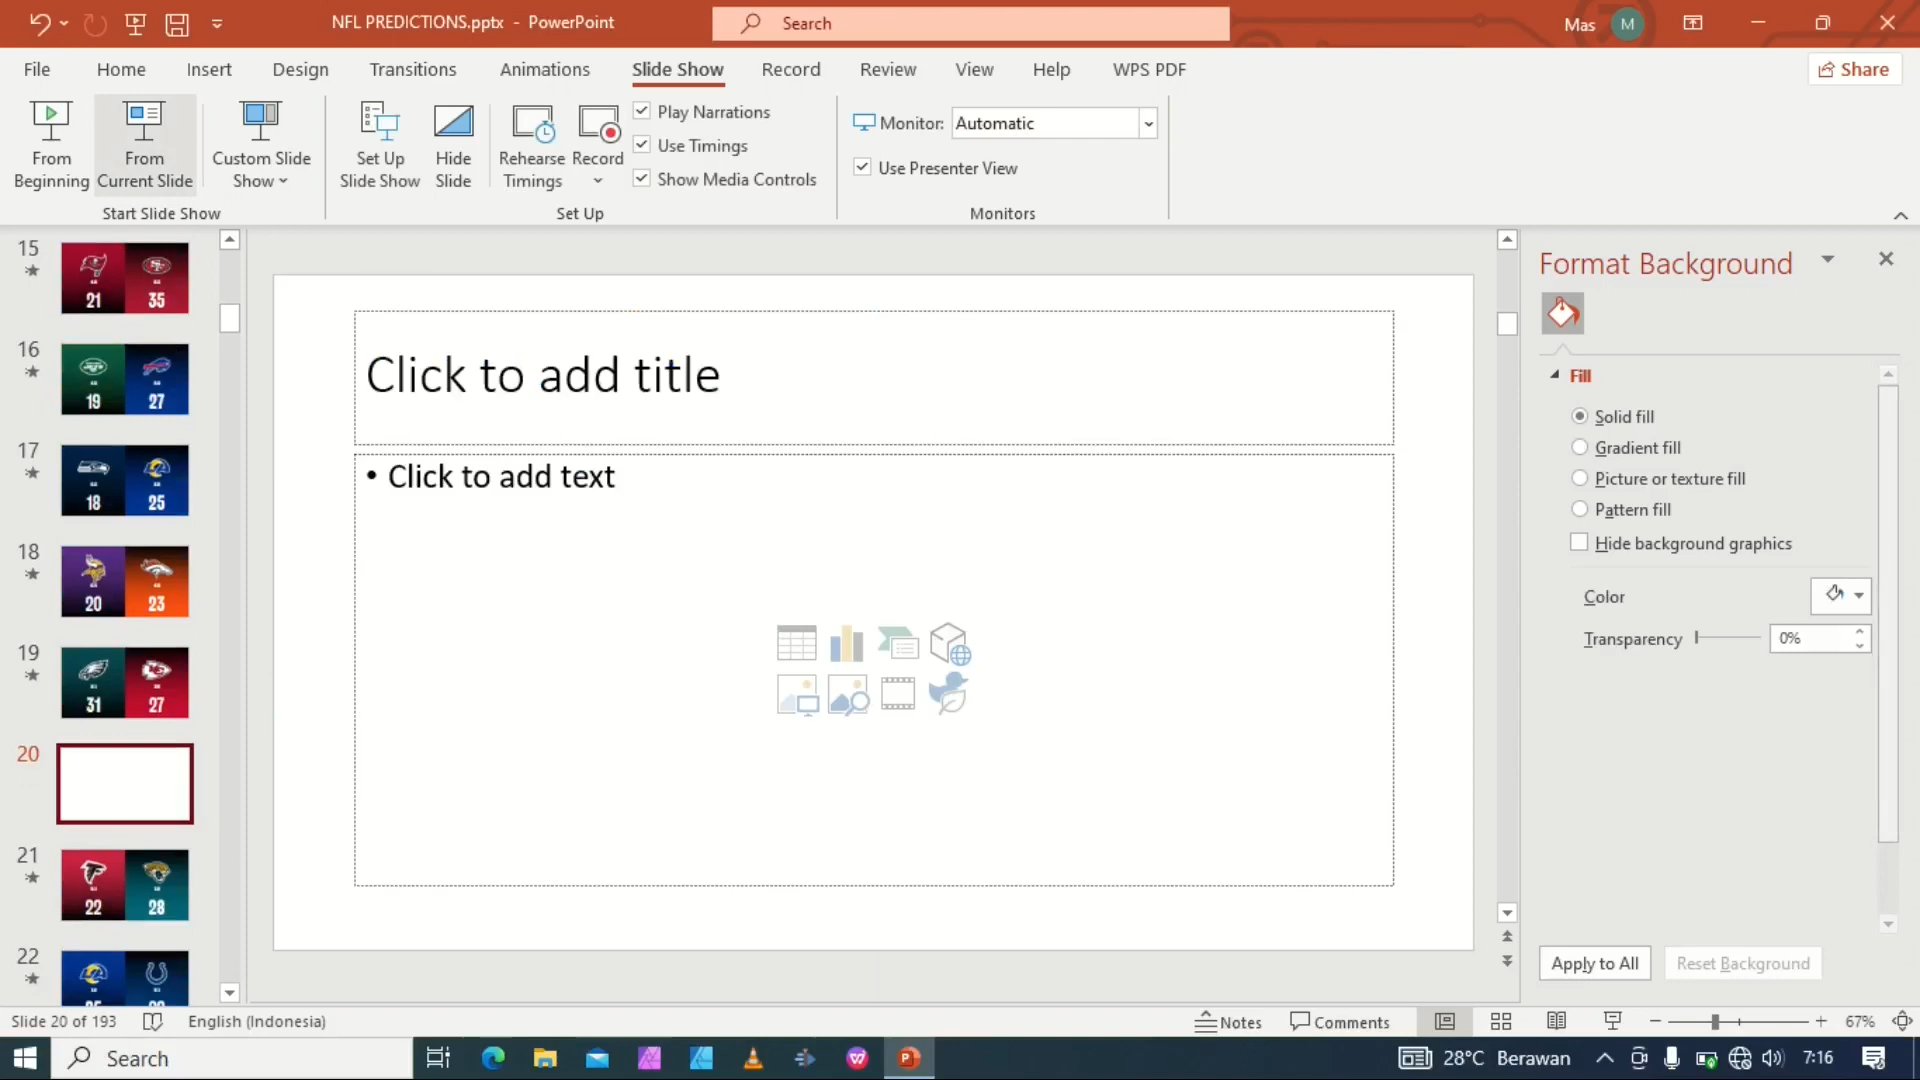 NFL PREDICTIONS.pptx - PowerPoint
Search
Mas M
File Home Insert Design Transitions Animations Slide Show Record Review View Help WPS PDF Share
From Beginning
From Current Slide
Custom Slide Show
Start Slide Show
Set Up Slide Show
Hide Slide
Rehearse Timings
Record
Play Narrations
Use Timings
Show Media Controls
Set Up
Monitor: Automatic
Use Presenter View
Monitors
15
21 35
16
19 27
17
18 25
18
20 23
19
31 27
20
21
22 28
22
Click to add title
• Click to add text
Format Background
Fill
Solid fill
Gradient fill
Picture or texture fill
Pattern fill
Hide background graphics
Color
Transparency 0%
Apply to All Reset Background
Slide 20 of 193 English (Indonesia) Notes Comments 67%
Search 28°C Berawan 7:16